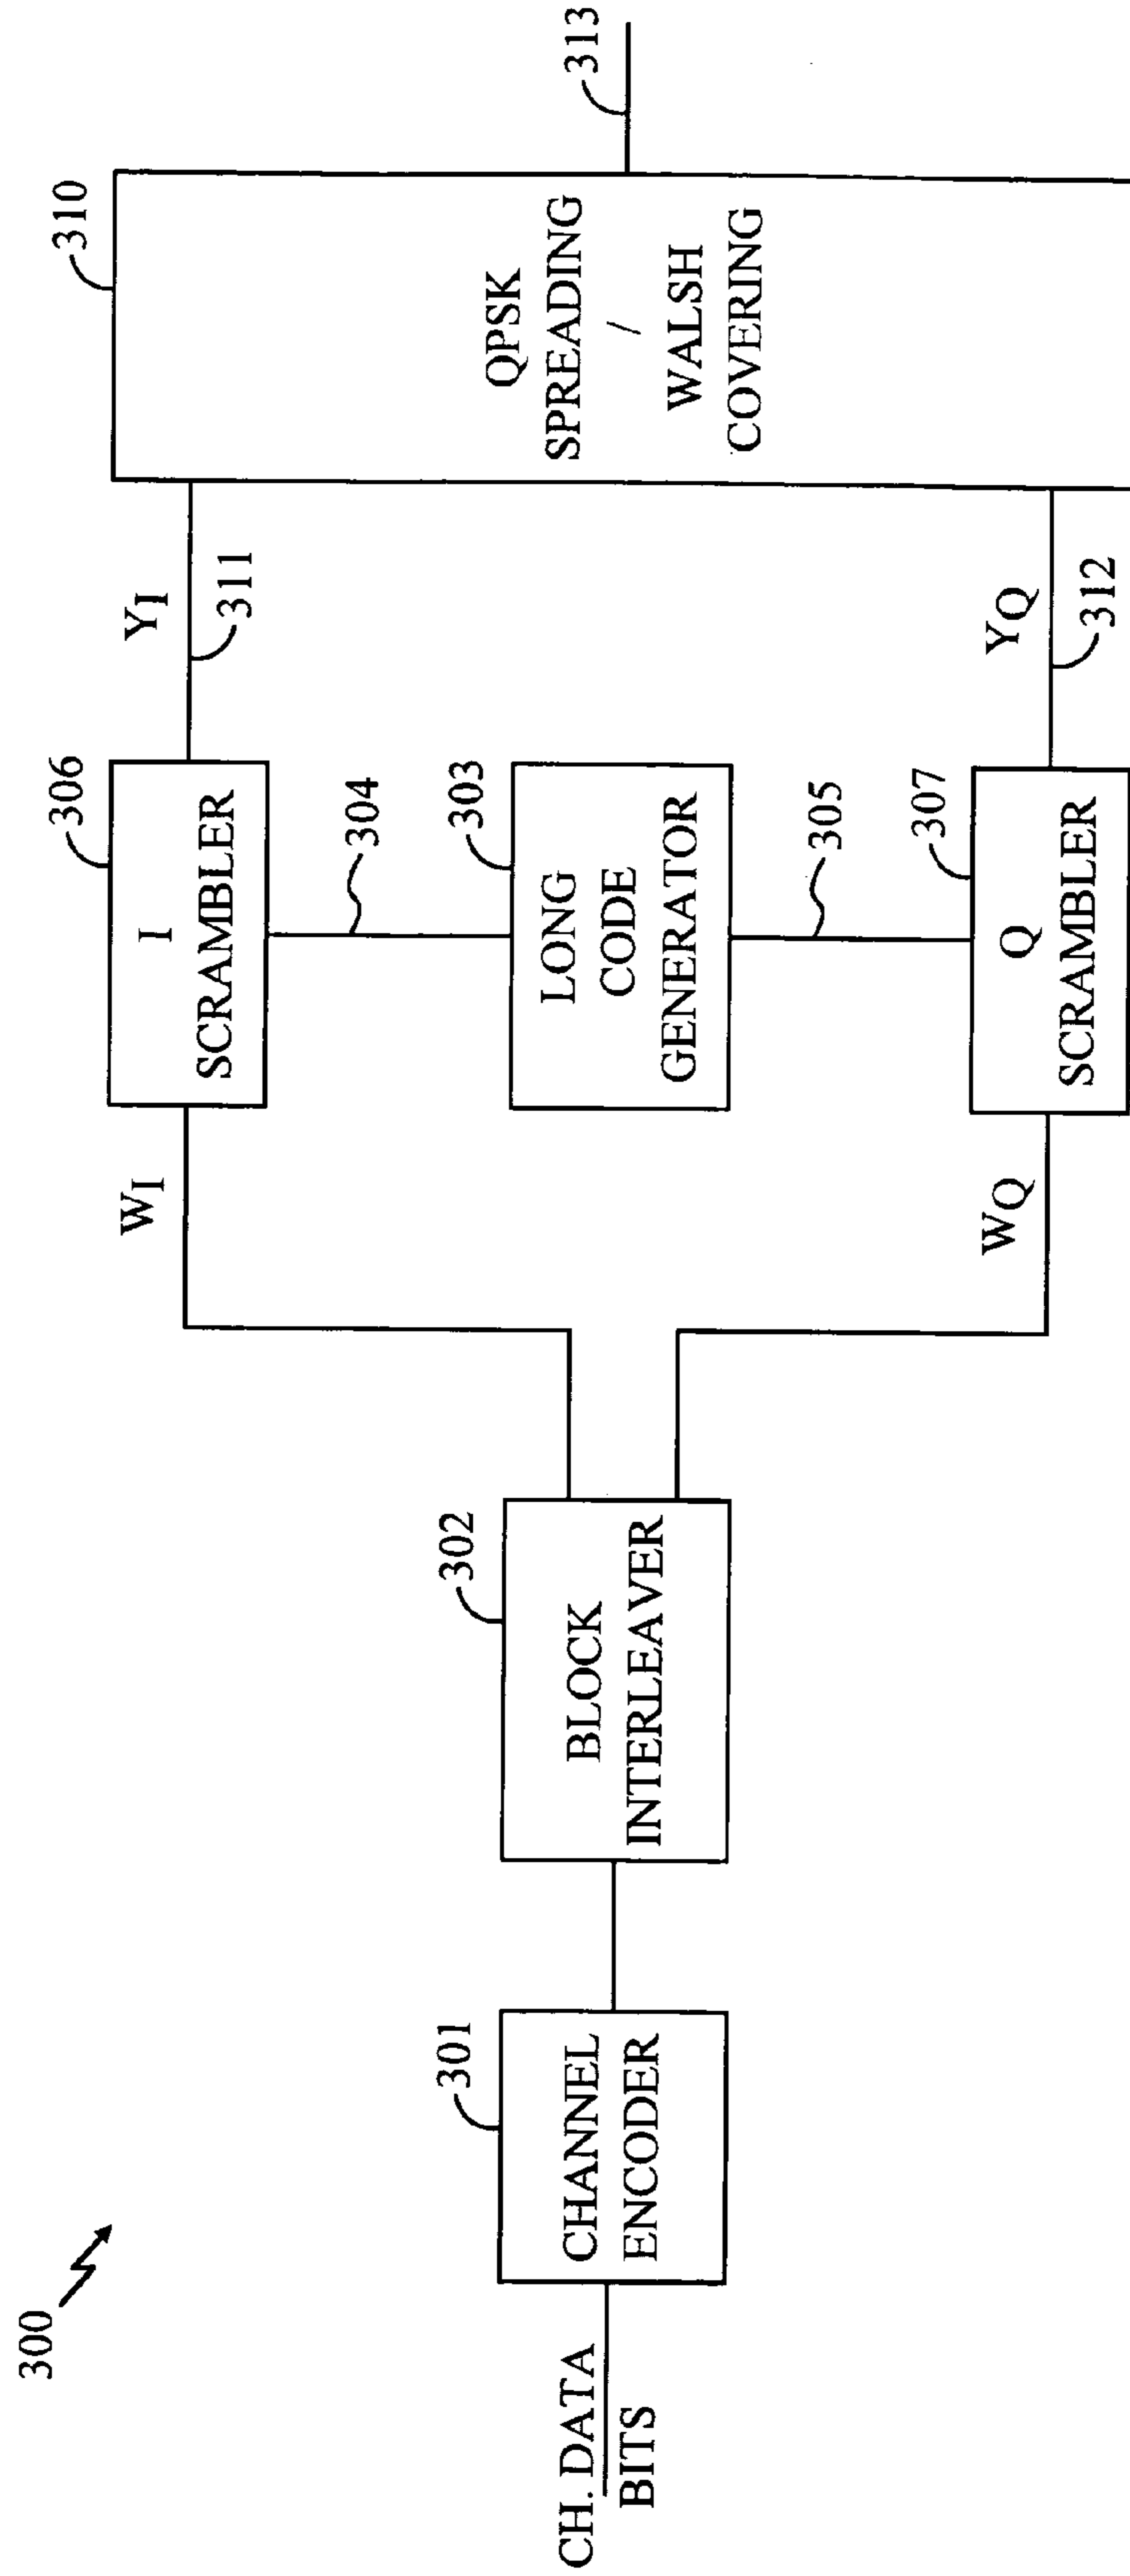 300
CH. DATA
BITS
301
CHANNEL
ENCODER
302
BLOCK
INTERLEAVER
WI
WQ
306
I
SCRAMBLER
304
303
LONG
CODE
GENERATOR
305
307
Q
SCRAMBLER
YI
311
YQ
312
310
QPSK
SPREADING
/
WALSH
COVERING
313